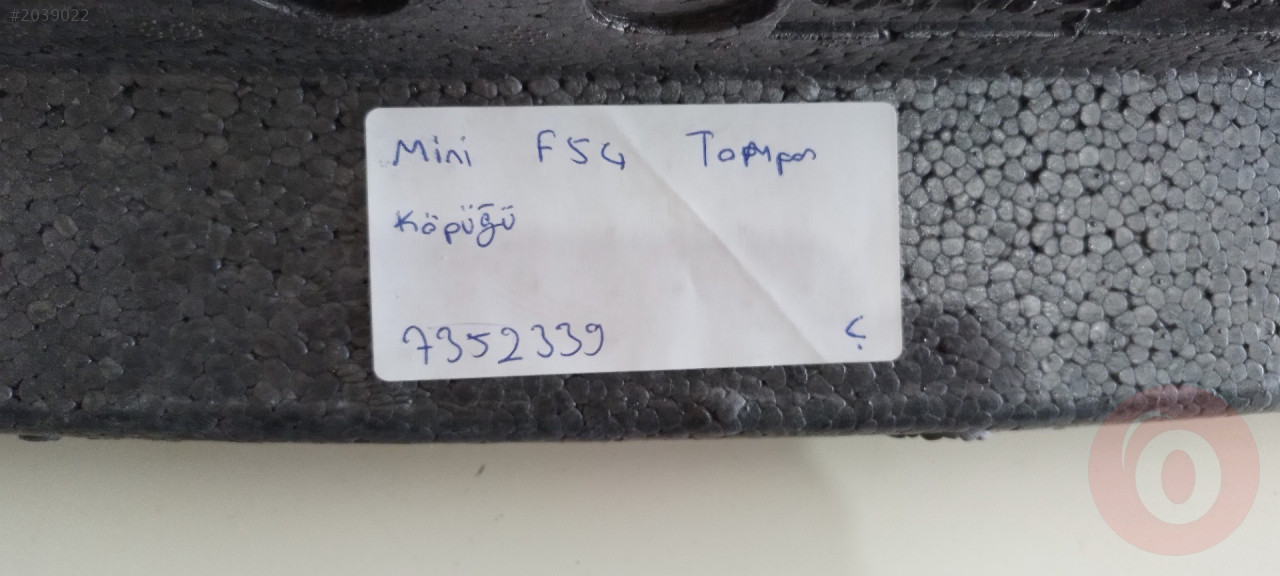 #2039022
Mini F54 Tampon
Köpüğü
7352339 Ç